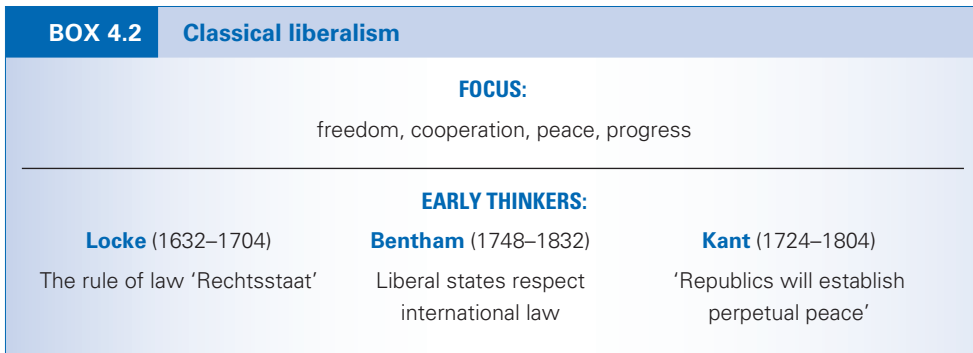 BOX 4.2 Classical liberalism
FOCUS:
freedom, cooperation, peace, progress
EARLY THINKERS:
Locke (1632–1704)
The rule of law ‘Rechtsstaat’
Bentham (1748–1832)
Liberal states respect
international law
Kant (1724–1804)
‘Republics will establish
perpetual peace’